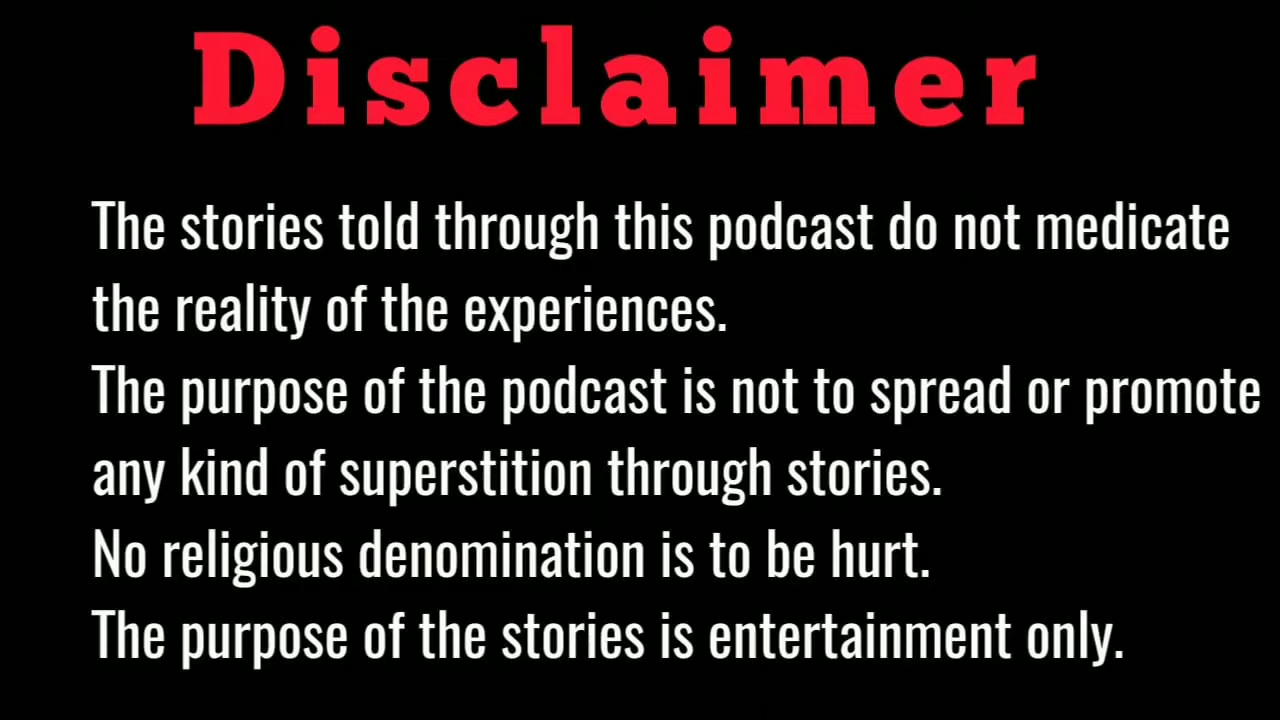 Disclaimer
The stories told through this podcast do not medicate
the reality of the experiences.
The purpose of the podcast is not to spread or promote
any kind of superstition through stories.
No religious denomination is to be hurt.
The purpose of the stories is entertainment only.